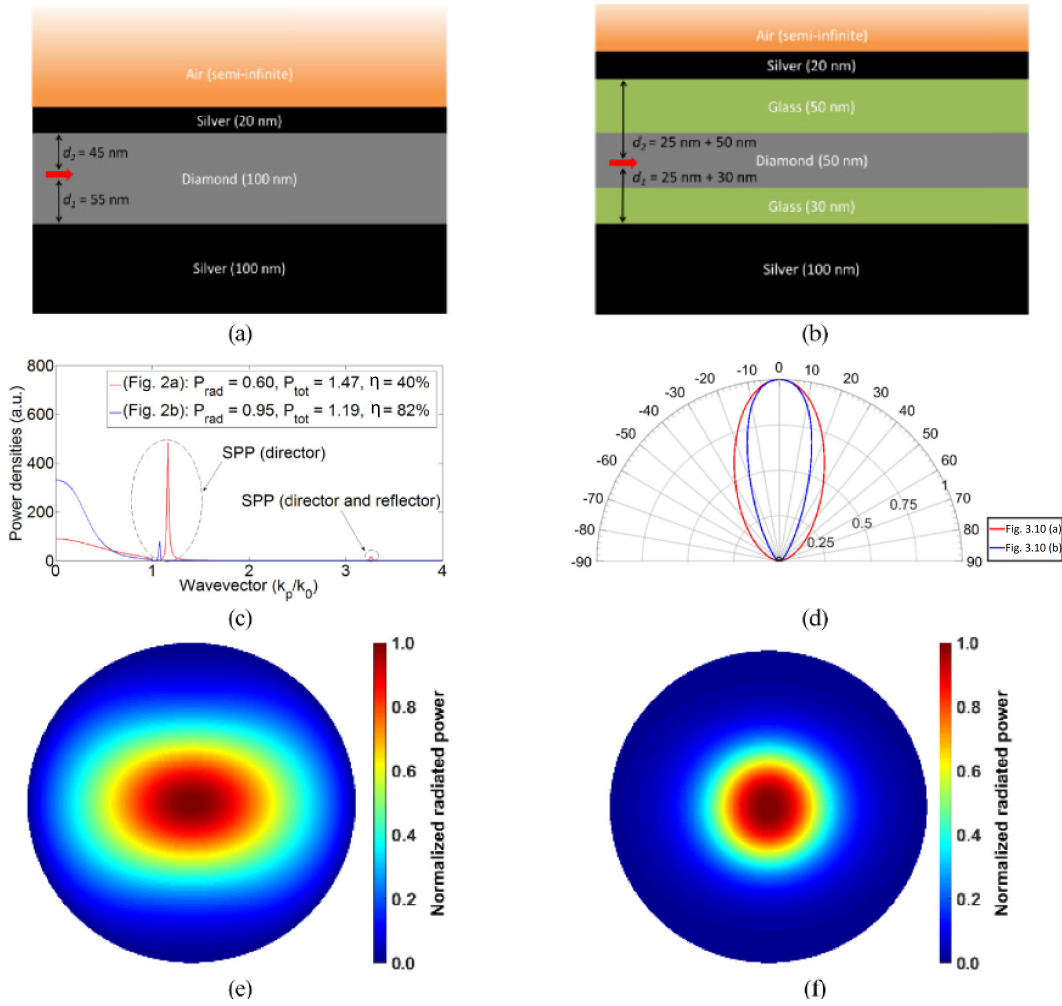 Air (semi-infinite)
Silver (20 nm)
d₂ = 45 nm
Diamond (100 nm)
d₁ = 55 nm
Silver (100 nm)
(a)
Air (semi-infinite)
Silver (20 nm)
Glass (50 nm)
d₂ = 25 nm + 50 nm
Diamond (50 nm)
d₁ = 25 nm + 30 nm
Glass (30 nm)
Silver (100 nm)
(b)
800
600
400
200
0
Power densities (a.u.)
(Fig. 2a): P_rad = 0.60, P_tot = 1.47, η = 40%
(Fig. 2b): P_rad = 0.95, P_tot = 1.19, η = 82%
SPP (director)
SPP (director and reflector)
0 1 2 3 4
Wavevector (k_p/k_0)
(c)
-90 -80 -70 -60 -50 -40 -30 -20 -10 0 10 20 30 40 50 60 70 80 90
0 0.25 0.5 0.75 1
Fig. 3.10 (a)
Fig. 3.10 (b)
(d)
1.0
0.8
0.6
0.4
0.2
0.0
Normalized radiated power
(e)
1.0
0.8
0.6
0.4
0.2
0.0
Normalized radiated power
(f)